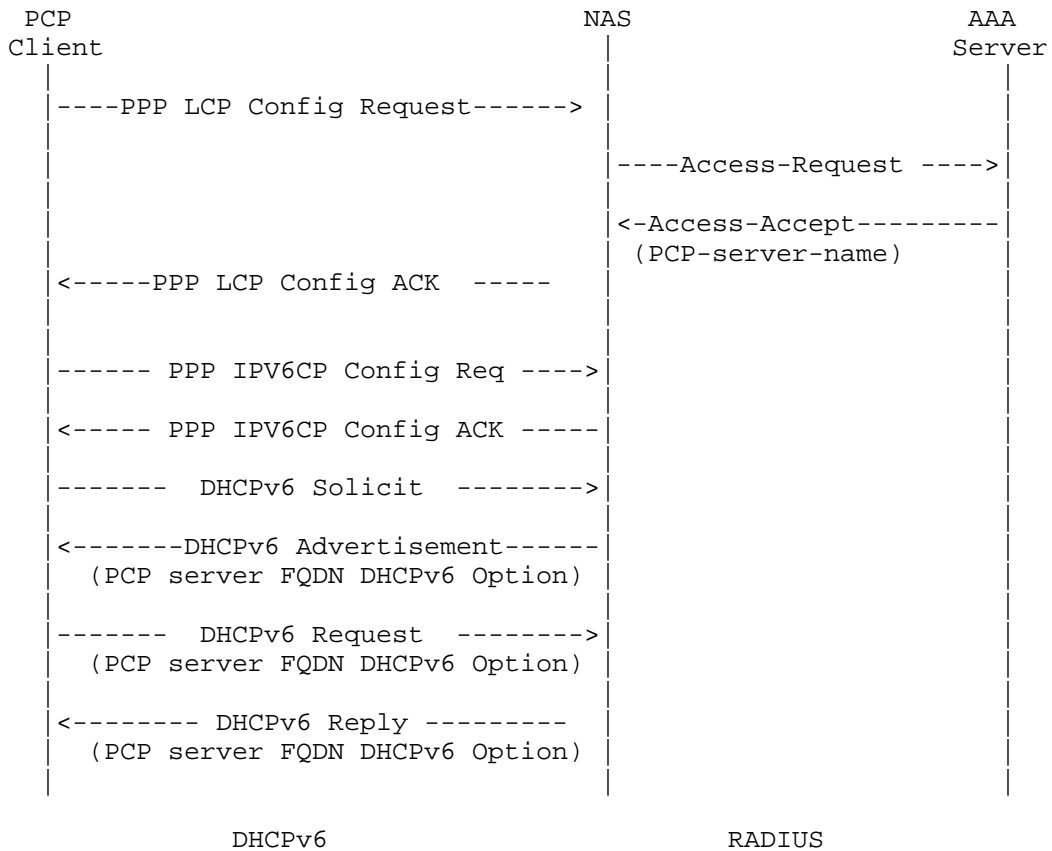 PCP NAS AAA
Client Server
----PPP LCP Config Request------>
----Access-Request ---->
<-Access-Accept---------
(PCP-server-name)
<-----PPP LCP Config ACK -----
------ PPP IPV6CP Config Req ---->
<----- PPP IPV6CP Config ACK -----
------- DHCPv6 Solicit -------->
<-------DHCPv6 Advertisement------
(PCP server FQDN DHCPv6 Option)
------- DHCPv6 Request -------->
(PCP server FQDN DHCPv6 Option)
<-------- DHCPv6 Reply ---------
(PCP server FQDN DHCPv6 Option)
DHCPv6 RADIUS